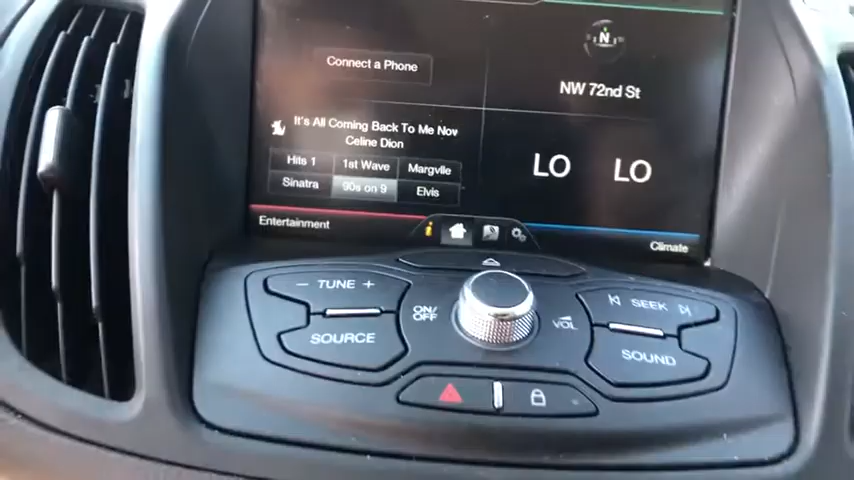 N
Connect a Phone
NW 72nd St
It's All Coming Back To Me Now
Celine Dion
Hits 1
1st Wave
Margvlle
Sinatra
90s on 9
Elvis
LO
LO
Entertainment
i
Climate
− TUNE +
SOURCE
ON/
OFF
VOL
SEEK
SOUND